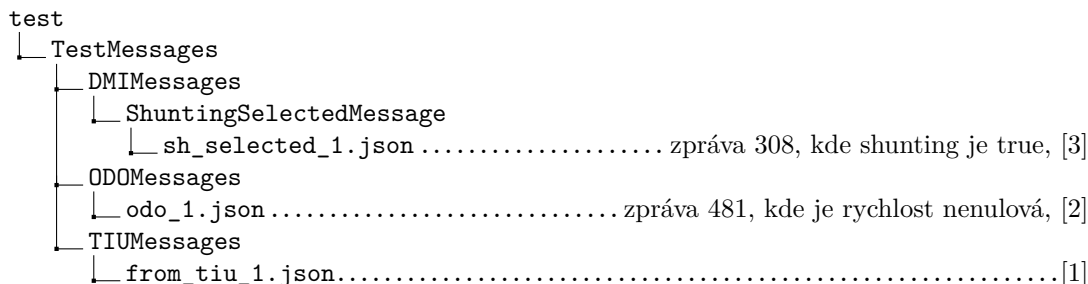 test
TestMessages
DMIMessages
ShuntingSelectedMessage
sh_selected_1.json ..................... zpráva 308, kde shunting je true, [3]
ODOMessages
odo_1.json ............................... zpráva 481, kde je rychlost nenulová, [2]
TIUMessages
from_tiu_1.json................................................................[1]